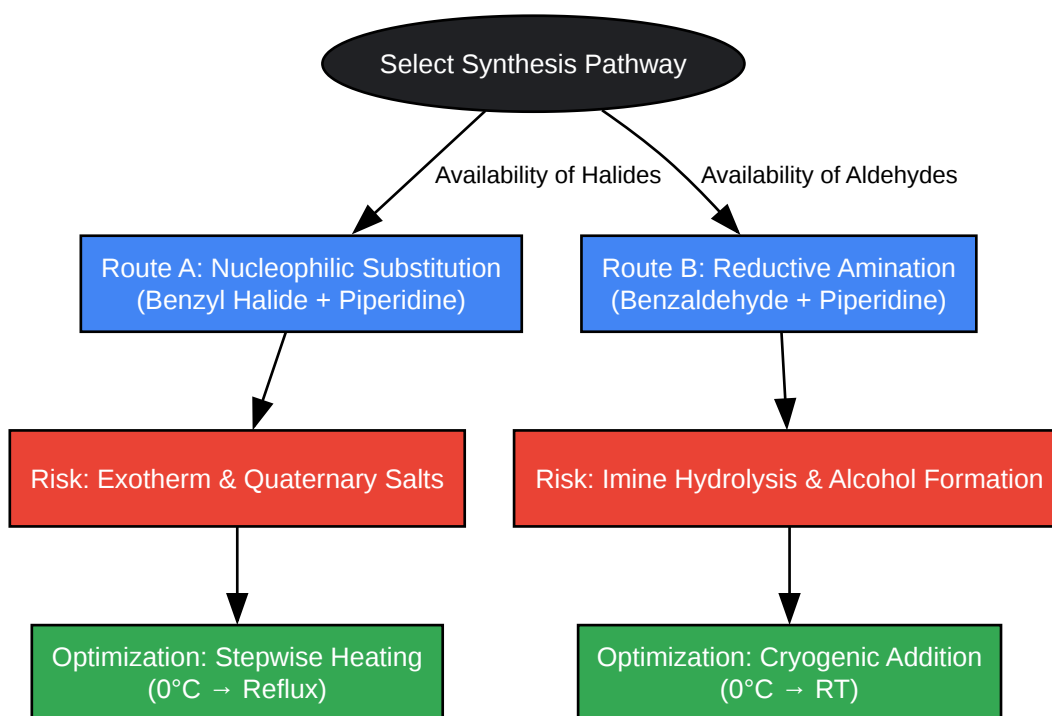 Select Synthesis Pathway
Availability of Halides
Availability of Aldehydes
Route A: Nucleophilic Substitution
(Benzyl Halide + Piperidine)
Route B: Reductive Amination
(Benzaldehyde + Piperidine)
Risk: Exotherm & Quaternary Salts
Risk: Imine Hydrolysis & Alcohol Formation
Optimization: Stepwise Heating
(0°C → Reflux)
Optimization: Cryogenic Addition
(0°C → RT)